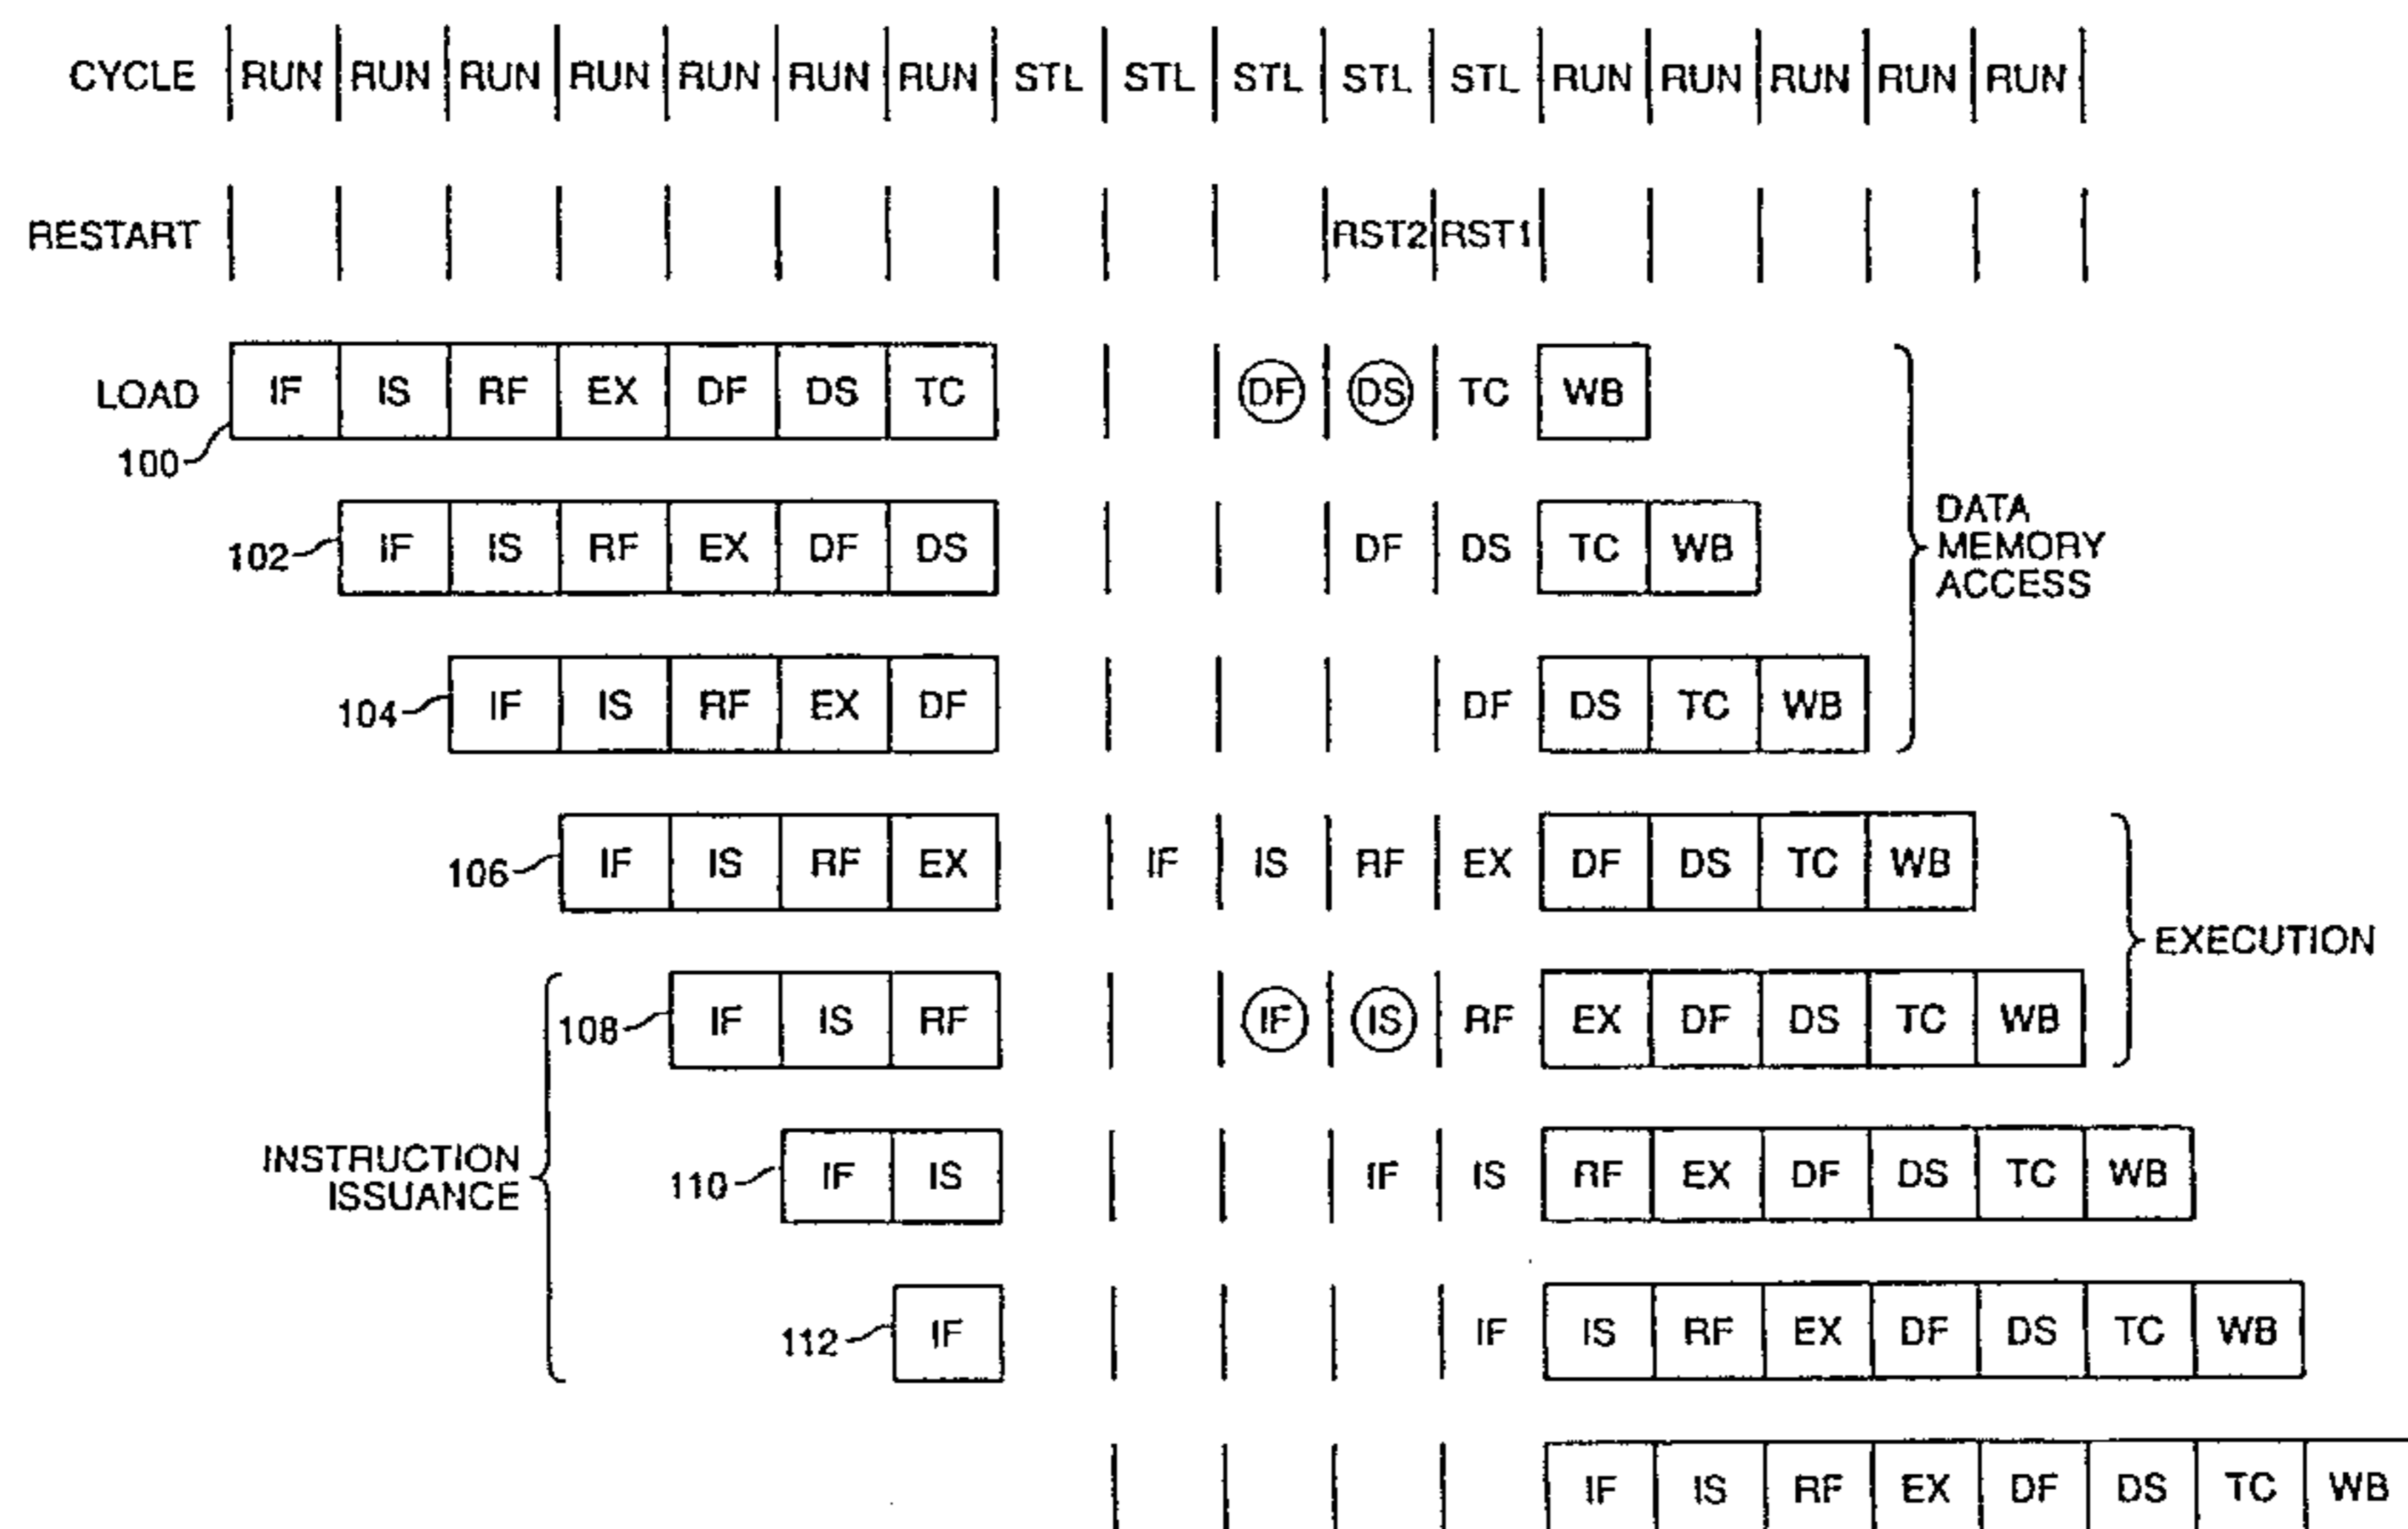 CYCLE RUN RUN RUN RUN RUN RUN RUN STL STL STL STL STL RUN RUN RUN RUN RUN
RESTART RST2 RST1
LOAD IF IS RF EX DF DS TC DF DS TC WB
100
102 IF IS RF EX DF DS DF DS TC WB
DATA
MEMORY
ACCESS
104 IF IS RF EX DF DF DS TC WB
106 IF IS RF EX IF IS RF EX DF DS TC WB
EXECUTION
108 IF IS RF IF IS RF EX DF DS TC WB
INSTRUCTION
ISSUANCE
110 IF IS IF IS RF EX DF DS TC WB
112 IF IF IS RF EX DF DS TC WB
IF IS RF EX DF DS TC WB